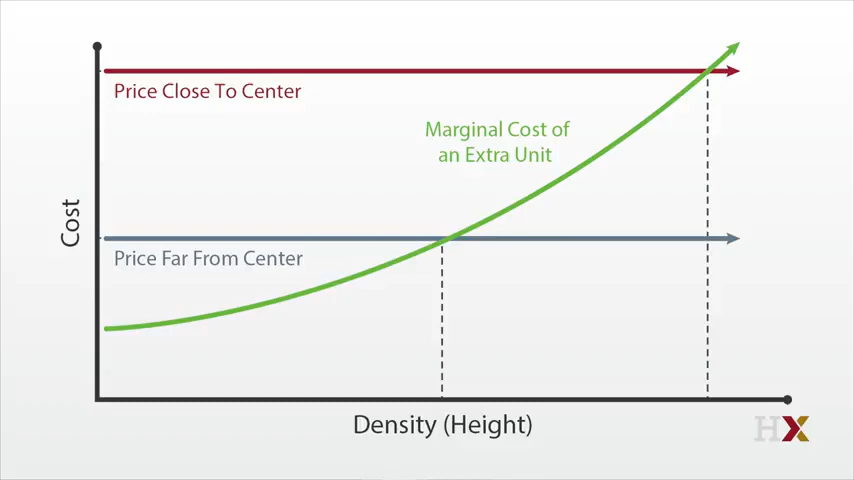 Price Close To Center
Marginal Cost of
an Extra Unit
Cost
Price Far From Center
Density (Height)
HX